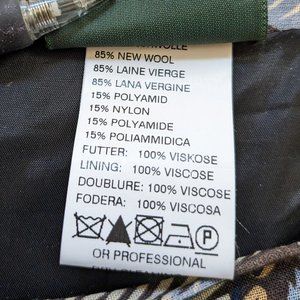 85% NEW WOOL
85% LAINE VIERGE
85% LANA VERGINE
15% POLYAMID
15% NYLON
15% POLYAMIDE
15% POLIAMMIDICA
FUTTER: 100% VISKOSE
LINING: 100% VISCOSE
DOUBLURE: 100% VISCOSE
FODERA: 100% VISCOSA
P
OR PROFESSIONAL